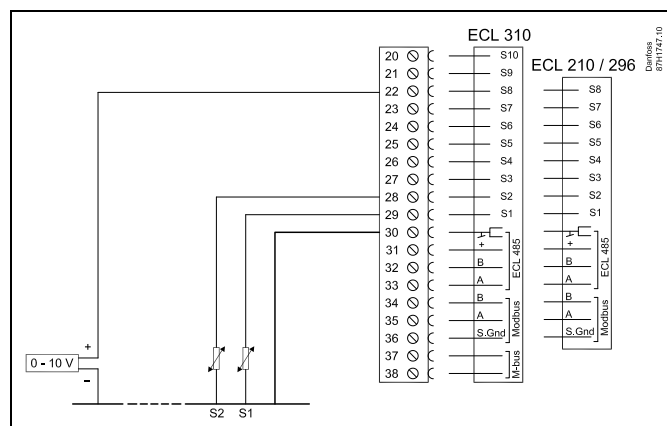 ECL 310
ECL 210 / 296
Danfoss
87H1747.10
20 S10
21 S9
22 S8 S8
23 S7 S7
24 S6 S6
25 S5 S5
26 S4 S4
27 S3 S3
28 S2 S2
29 S1 S1
30
31 + +
32 B B
33 A A
ECL 485 ECL 485
34 B B
35 A A
36 S.Gnd S.Gnd
Modbus Modbus
37
38
M-bus
+
0 - 10 V
−
S2 S1